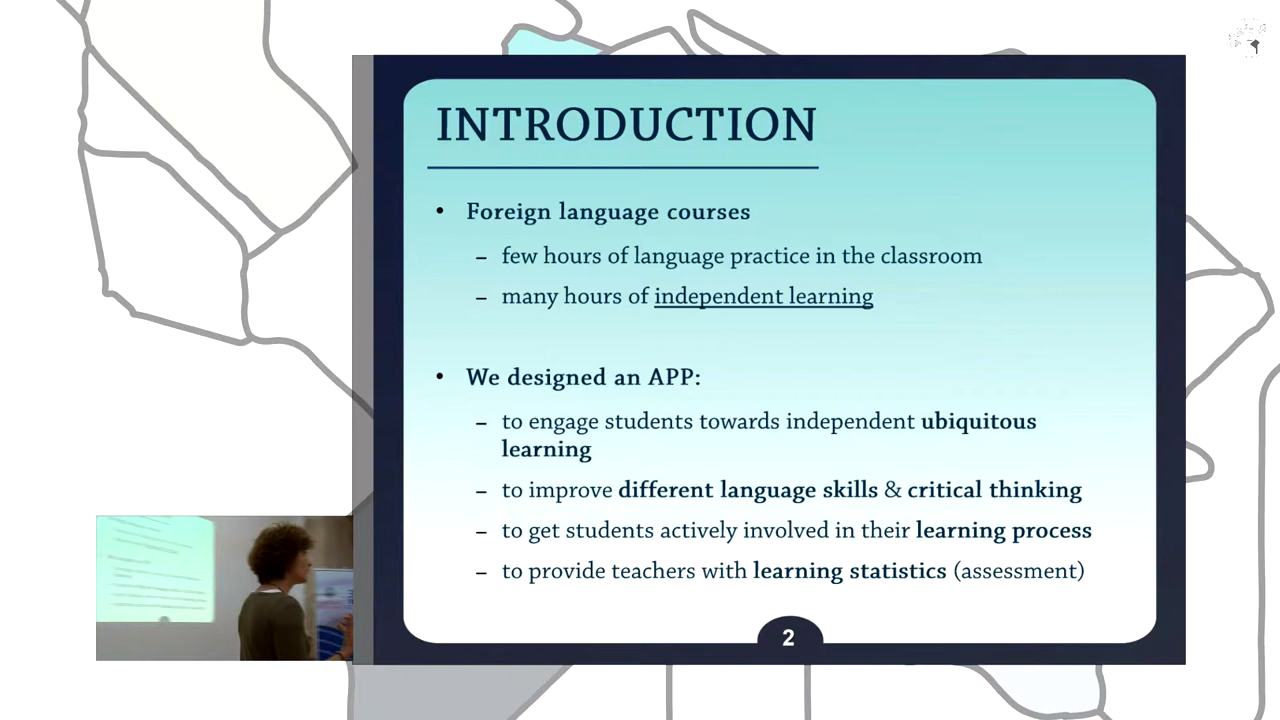 INTRODUCTION
• Foreign language courses
– few hours of language practice in the classroom
– many hours of independent learning
• We designed an APP:
– to engage students towards independent ubiquitous
learning
– to improve different language skills & critical thinking
– to get students actively involved in their learning process
– to provide teachers with learning statistics (assessment)
2